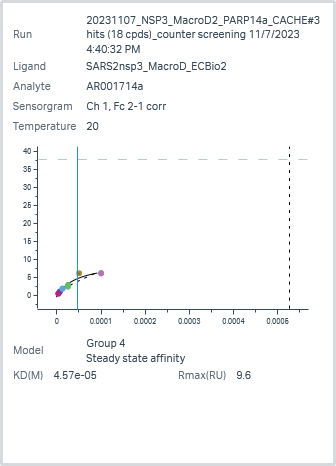 20231107_NSP3_MacroD2_PARP14a_CACHE#3
Run hits (18 cpds)_counter screening 11/7/2023
4:40:32 PM
Ligand SARS2nsp3_MacroD_ECBio2
Analyte AR001714a
Sensorgram Ch 1, Fc 2-1 corr
Temperature 20
40
35
30
25
20
15
10
5
0
0 0.0001 0.0002 0.0003 0.0004 0.0005
Model Group 4
Steady state affinity
KD(M) 4.57e-05 Rmax(RU) 9.6